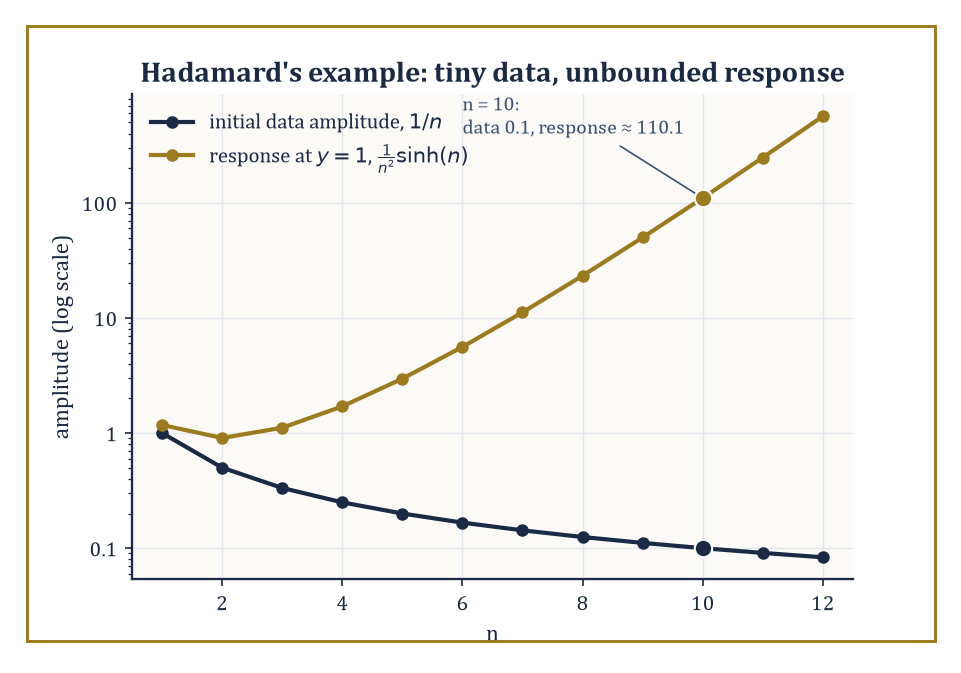 Hadamard's example: tiny data, unbounded response
n = 10:
data 0.1, response ≈ 110.1
initial data amplitude, 1/n
response at y = 1, 1/n² sinh(n)
amplitude (log scale)
100
10
1
0.1
2 4 6 8 10 12
n